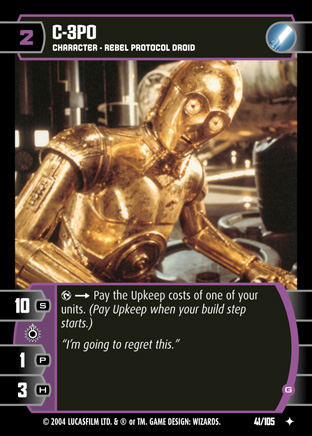 2 C-3PO
CHARACTER • REBEL PROTOCOL DROID
10 S
1 P
3 H
→ Pay the Upkeep costs of one of your
units. (Pay Upkeep when your build step
starts.)
“I’m going to regret this.”
G
© 2004 LUCASFILM LTD. & ® or TM. GAME DESIGN: WIZARDS. 41/105